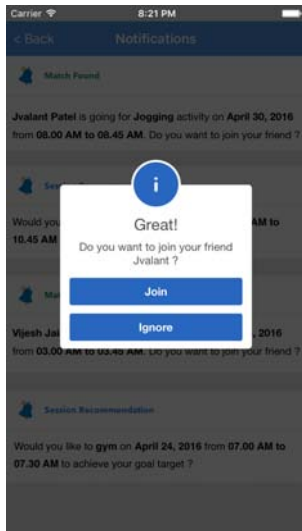 Carrier 8:21 PM
< Back Notifications
Match Found
Jvalant Patel is going for Jogging activity on April 30, 2016
from 08.00 AM to 08.45 AM. Do you want to join your friend ?
Would you AM to
10.45 AM
i
Great!
Do you want to join your friend
Jvalant ?
Join
Ignore
Vijesh Jai , 2016
from 03.00 AM to 03.45 AM. Do you want to join your friend ?
Session Recommendation
Would you like to gym on April 24, 2016 from 07.00 AM to
07.30 AM to achieve your goal target ?